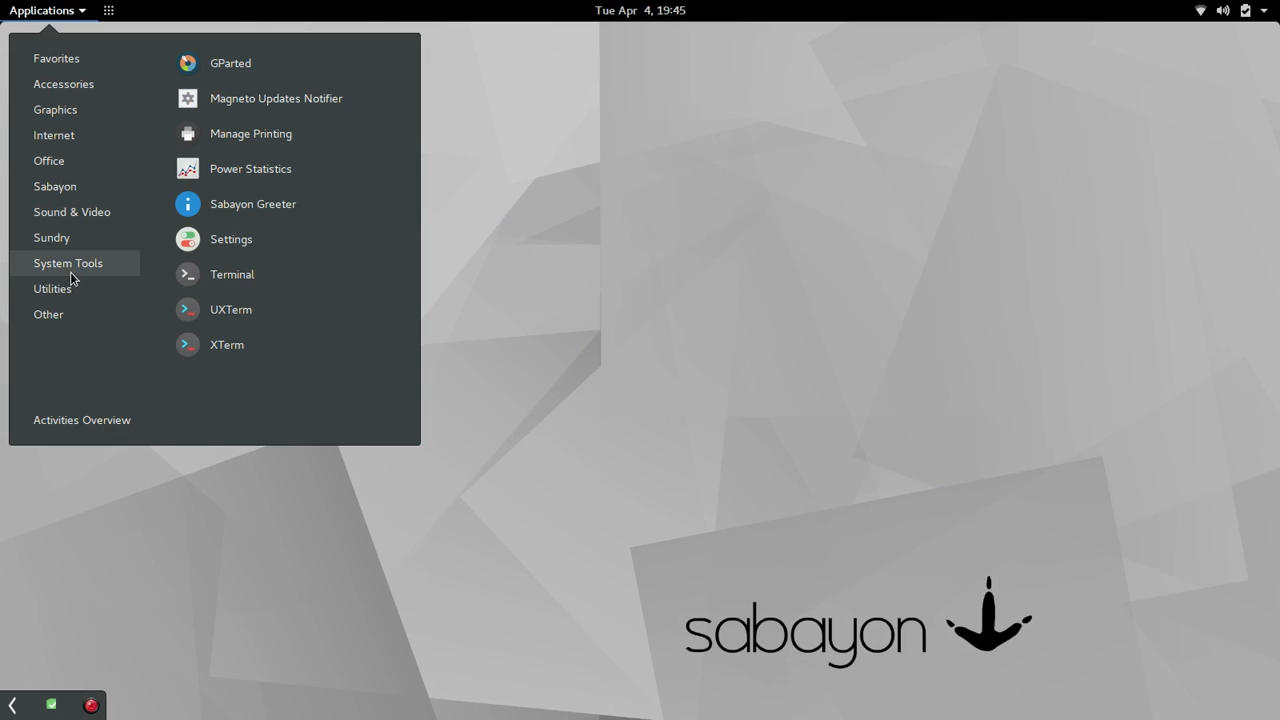 Applications
Tue Apr 4, 19:45
Favorites
Accessories
Graphics
Internet
Office
Sabayon
Sound & Video
Sundry
System Tools
Utilities
Other
Activities Overview
GParted
Magneto Updates Notifier
Manage Printing
Power Statistics
Sabayon Greeter
Settings
Terminal
UXTerm
XTerm
sabayon